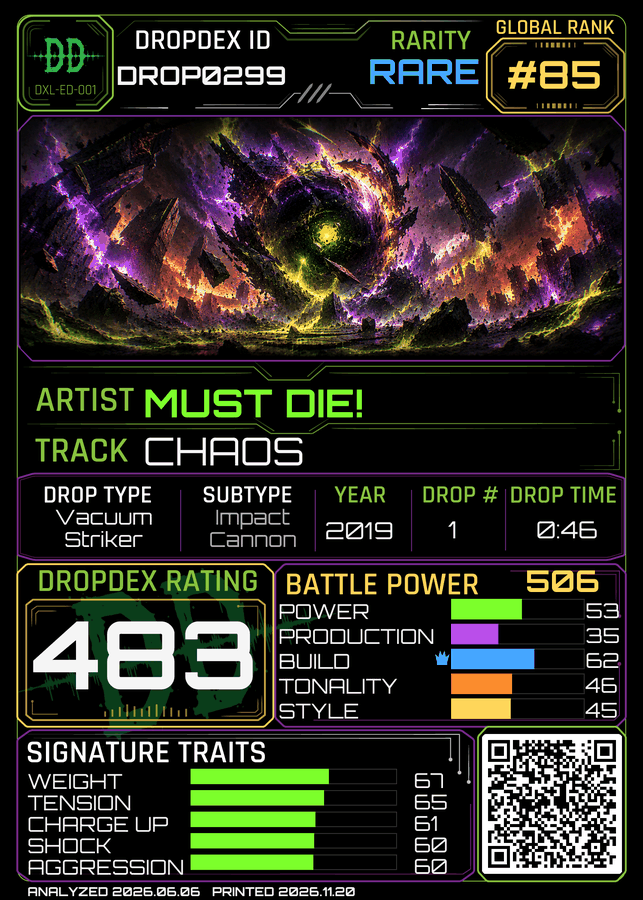 DD
DXL-ED-001
DROPDEX ID
DROP0299
RARITY
RARE
GLOBAL RANK
#85
ARTIST MUST DIE!
TRACK CHAOS
DROP TYPE
Vacuum
Striker
SUBTYPE
Impact
Cannon
YEAR
2019
DROP #
1
DROP TIME
0:46
DROPDEX RATING
483
BATTLE POWER 506
POWER 53
PRODUCTION 35
BUILD 62
TONALITY 46
STYLE 45
SIGNATURE TRAITS
WEIGHT 67
TENSION 65
CHARGE UP 61
SHOCK 60
AGGRESSION 60
ANALYZED 2026.06.06 PRINTED 2026.11.20